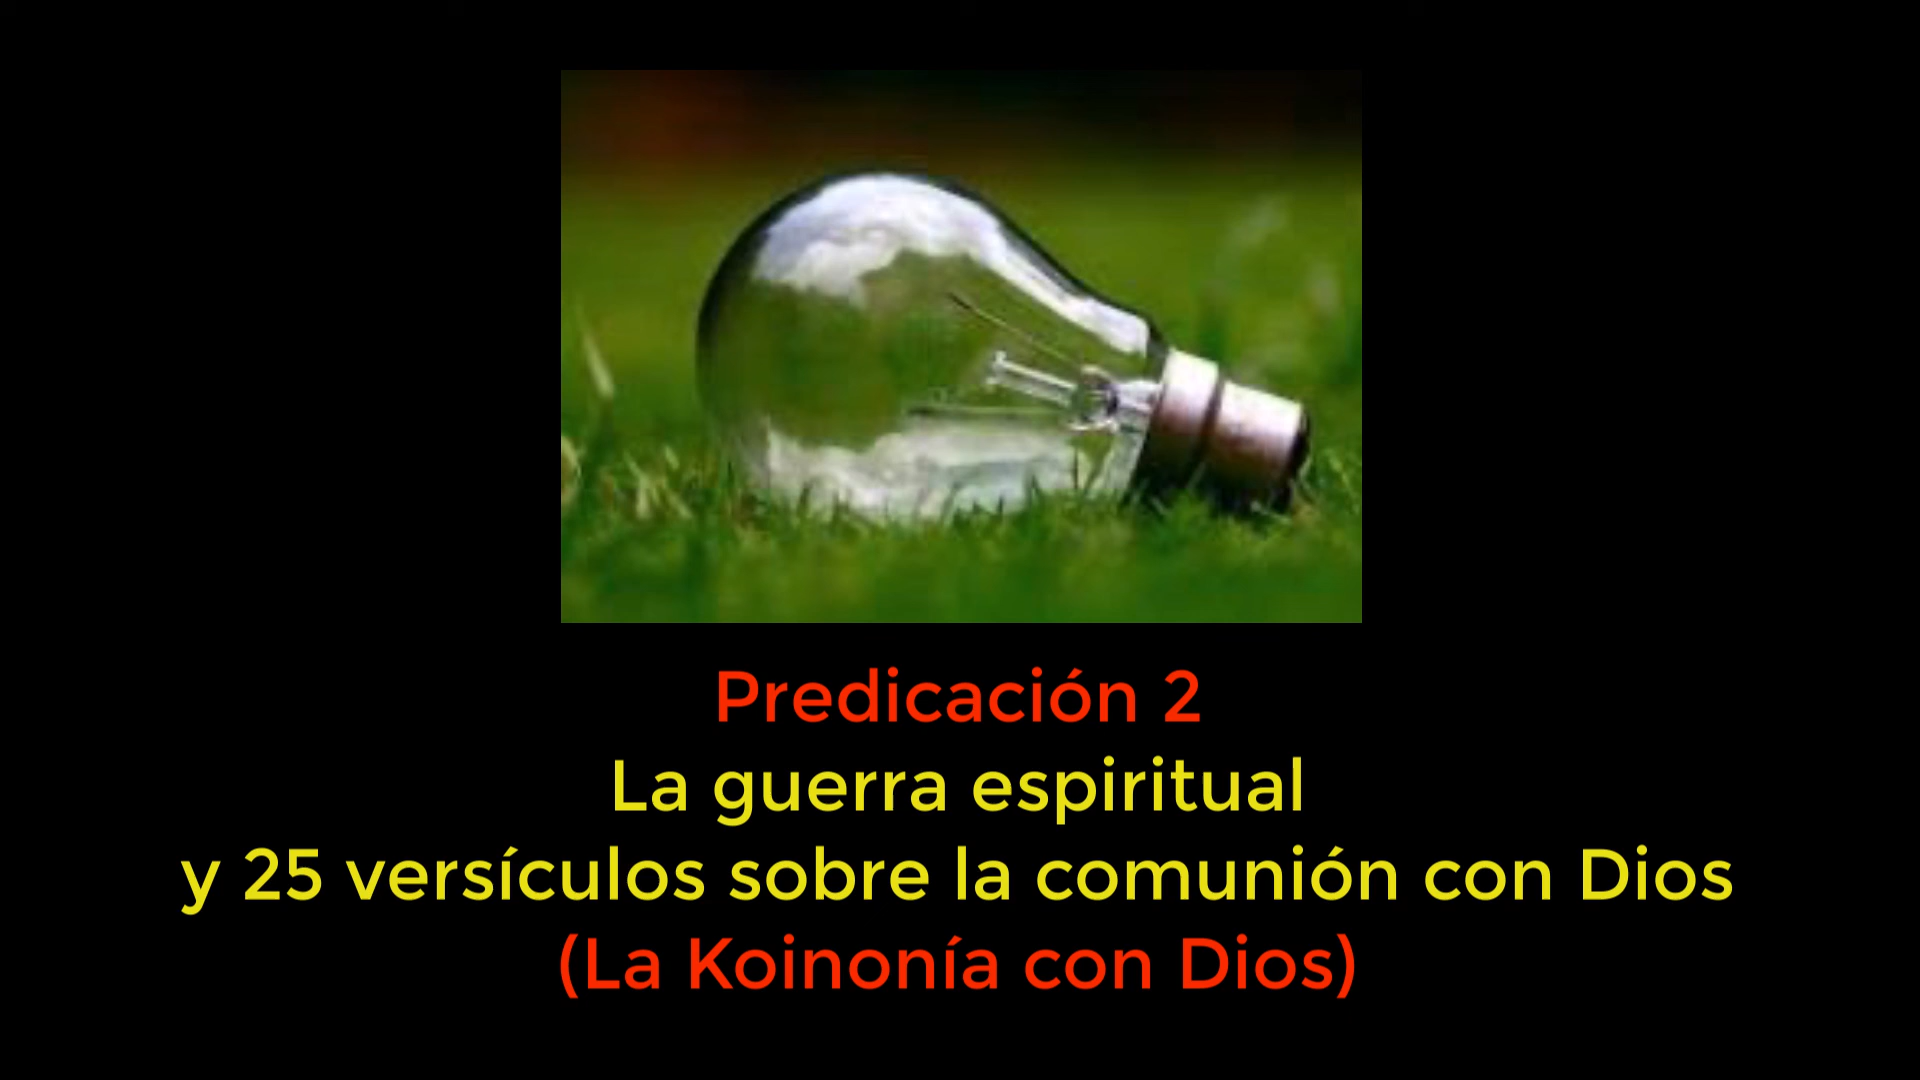 Predicación 2
La guerra espiritual
y 25 versículos sobre la comunión con Dios
(La Koinonía con Dios)